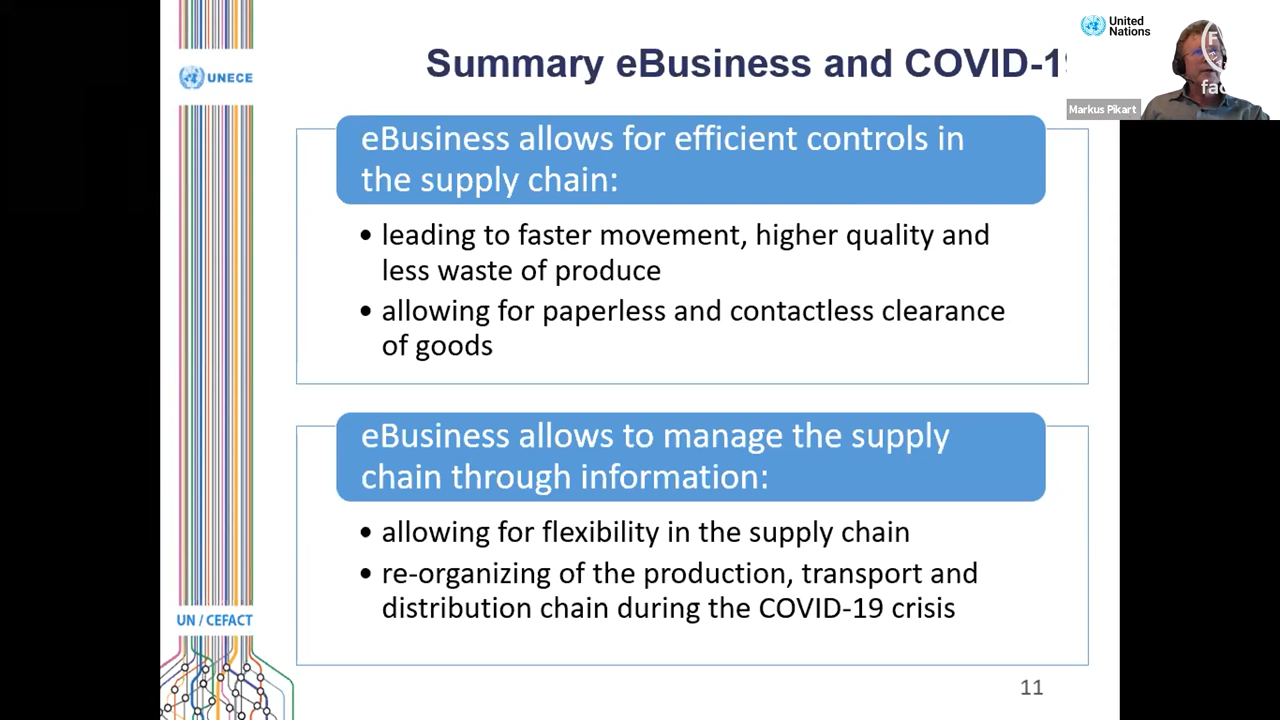 United
Nations
UNECE
Summary eBusiness and COVID-19
Markus Pikart
eBusiness allows for efficient controls in
the supply chain:
• leading to faster movement, higher quality and
less waste of produce
• allowing for paperless and contactless clearance
of goods
eBusiness allows to manage the supply
chain through information:
• allowing for flexibility in the supply chain
• re-organizing of the production, transport and
distribution chain during the COVID-19 crisis
UN / CEFACT
11